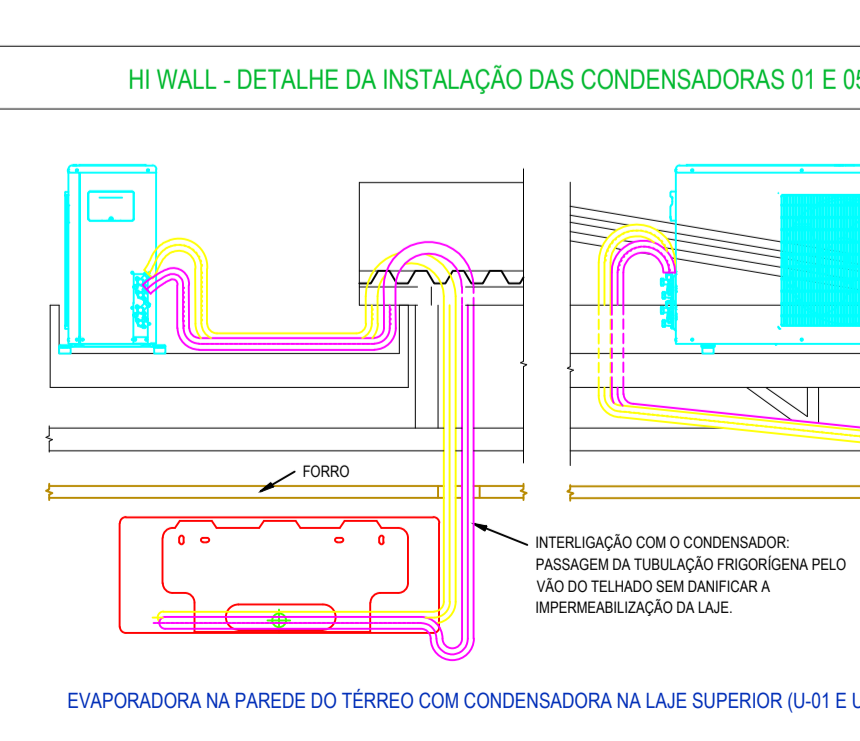 HI WALL - DETALHE DA INSTALAÇÃO DAS CONDENSADORAS 01 E 05
FORRO
INTERLIGAÇÃO COM O CONDENSADOR:
PASSAGEM DA TUBULAÇÃO FRIGORÍGENA PELO
VÃO DO TELHADO SEM DANIFICAR A
IMPERMEABILIZAÇÃO DA LAJE.
EVAPORADORA NA PAREDE DO TÉRREO COM CONDENSADORA NA LAJE SUPERIOR (U-01 E U